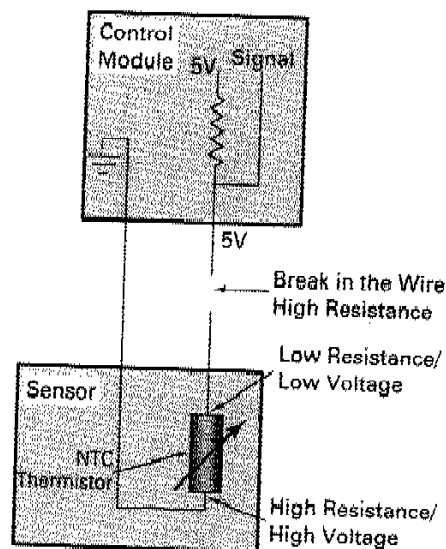 Control
Module
5V
Signal
5V
Break in the Wire
High Resistance
Low Resistance/
Low Voltage
Sensor
NTC
Thermistor
High Resistance/
High Voltage